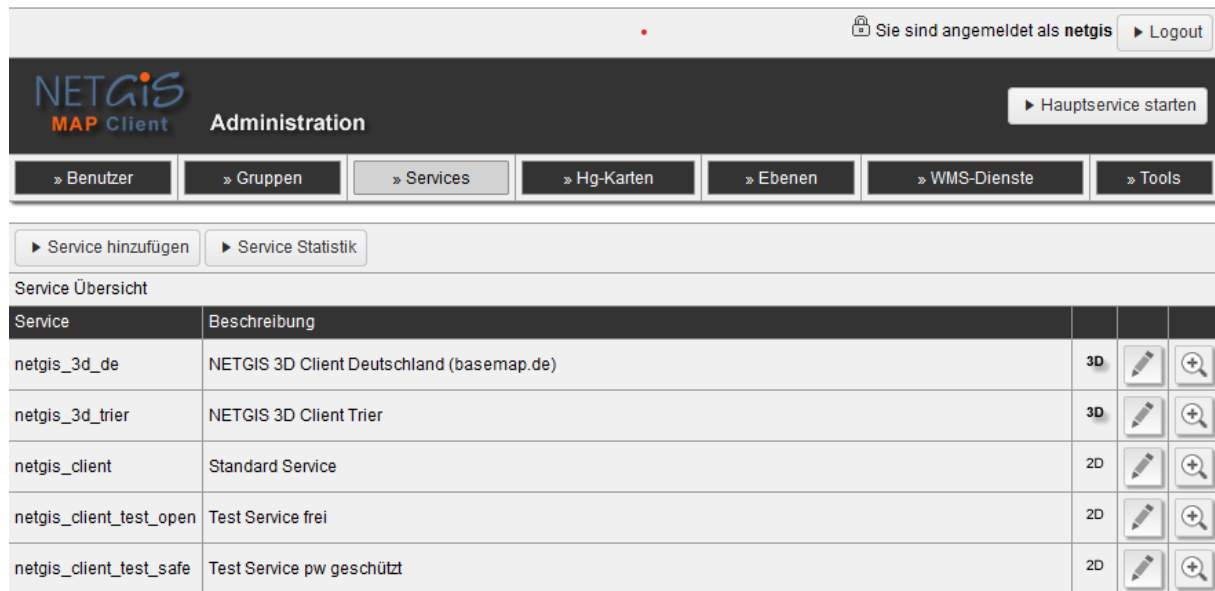 Sie sind angemeldet als netgis Logout
NETGiS
MAP Client Administration Hauptservice starten
» Benutzer » Gruppen » Services » Hg-Karten » Ebenen » WMS-Dienste » Tools
Service hinzufügen Service Statistik
Service Übersicht
Service Beschreibung
netgis_3d_de NETGIS 3D Client Deutschland (basemap.de) 3D
netgis_3d_trier NETGIS 3D Client Trier 3D
netgis_client Standard Service 2D
netgis_client_test_open Test Service frei 2D
netgis_client_test_safe Test Service pw geschützt 2D